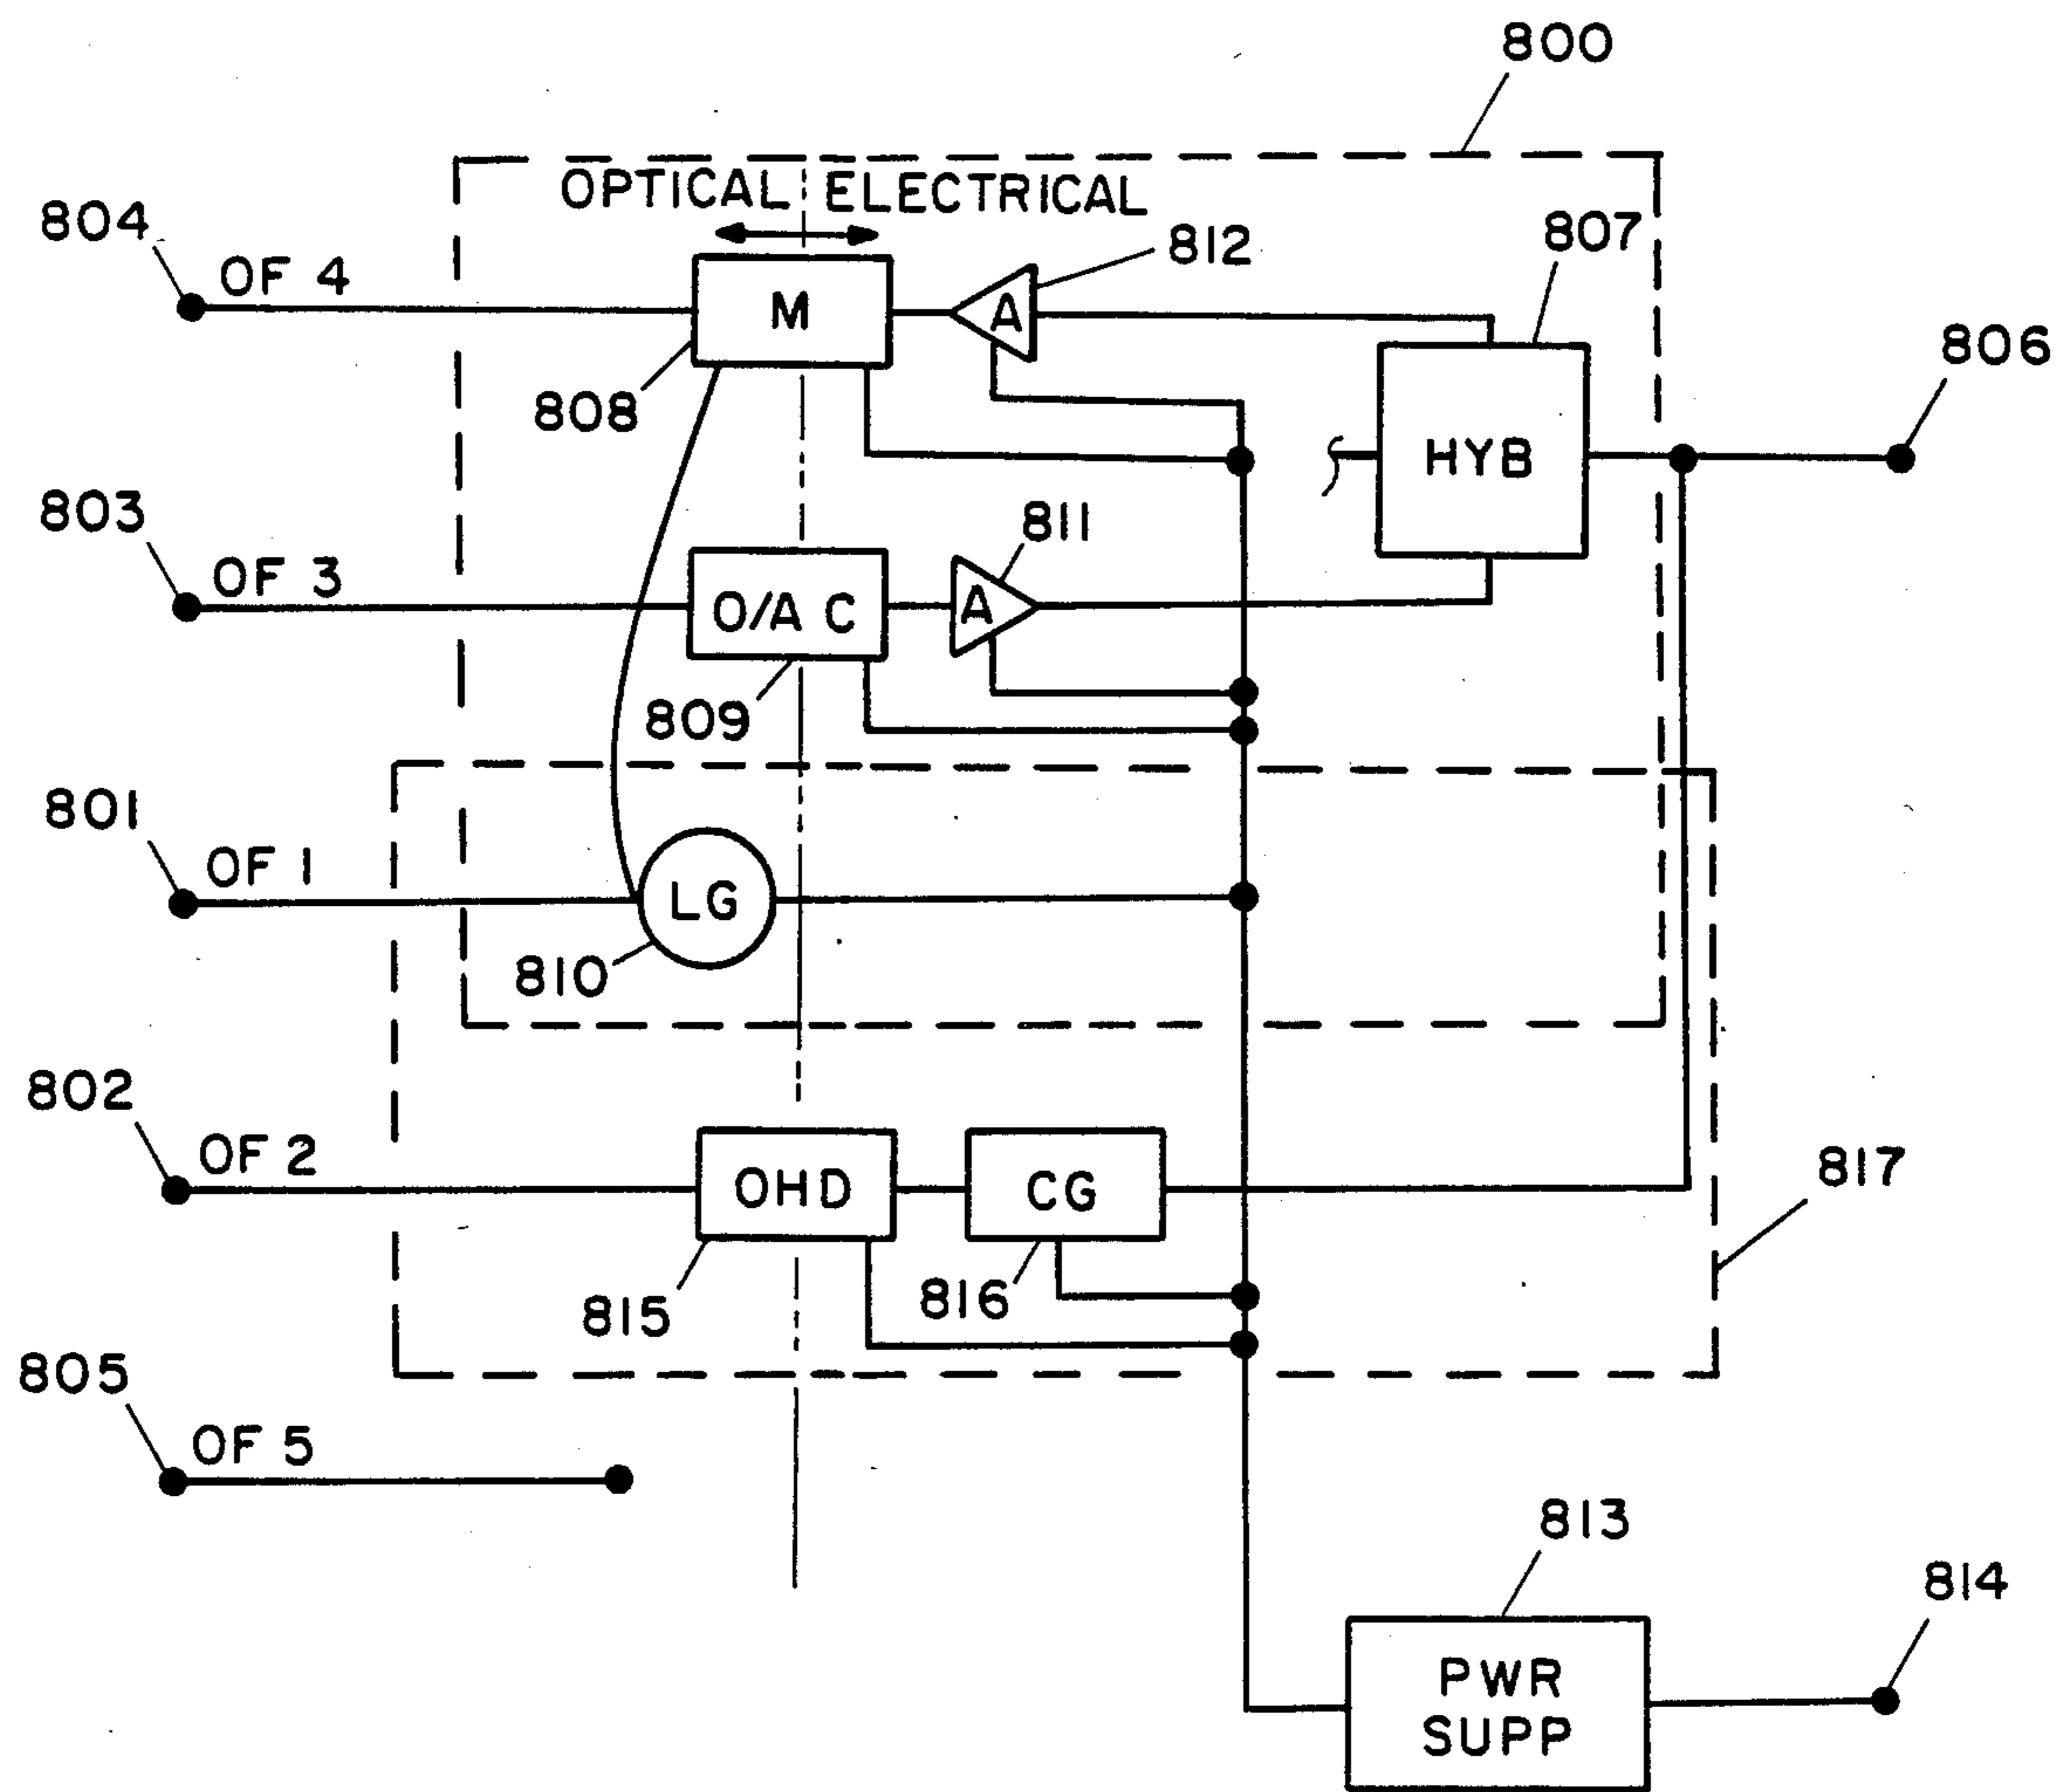 800
OPTICAL ELECTRICAL
804
OF 4
812
807
M
A
806
808
HYB
803
OF 3
811
O/A C
A
809
801
OF 1
LG
810
802
OF 2
OHD
CG
817
815
816
805
OF 5
813
814
PWR
SUPP